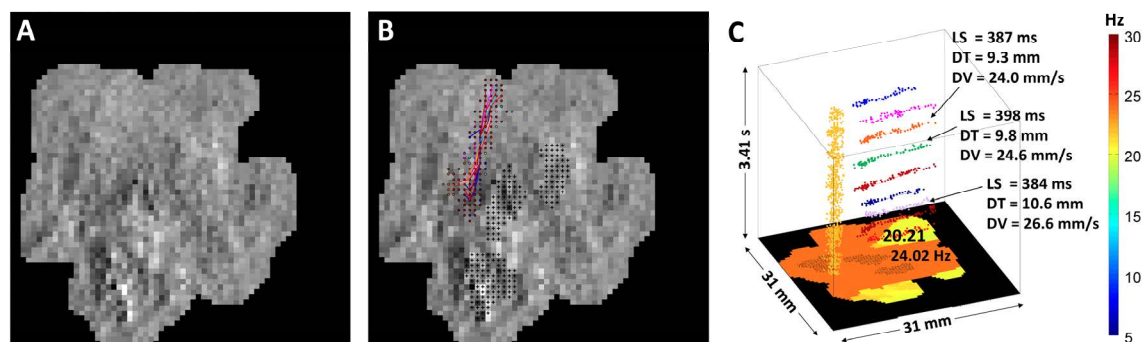 A
B
C
LS = 387 ms
DT = 9.3 mm
DV = 24.0 mm/s
LS = 398 ms
DT = 9.8 mm
DV = 24.6 mm/s
LS = 384 ms
DT = 10.6 mm
DV = 26.6 mm/s
3.41 s
20.21
24.02 Hz
31 mm
31 mm
Hz
30
25
20
15
10
5